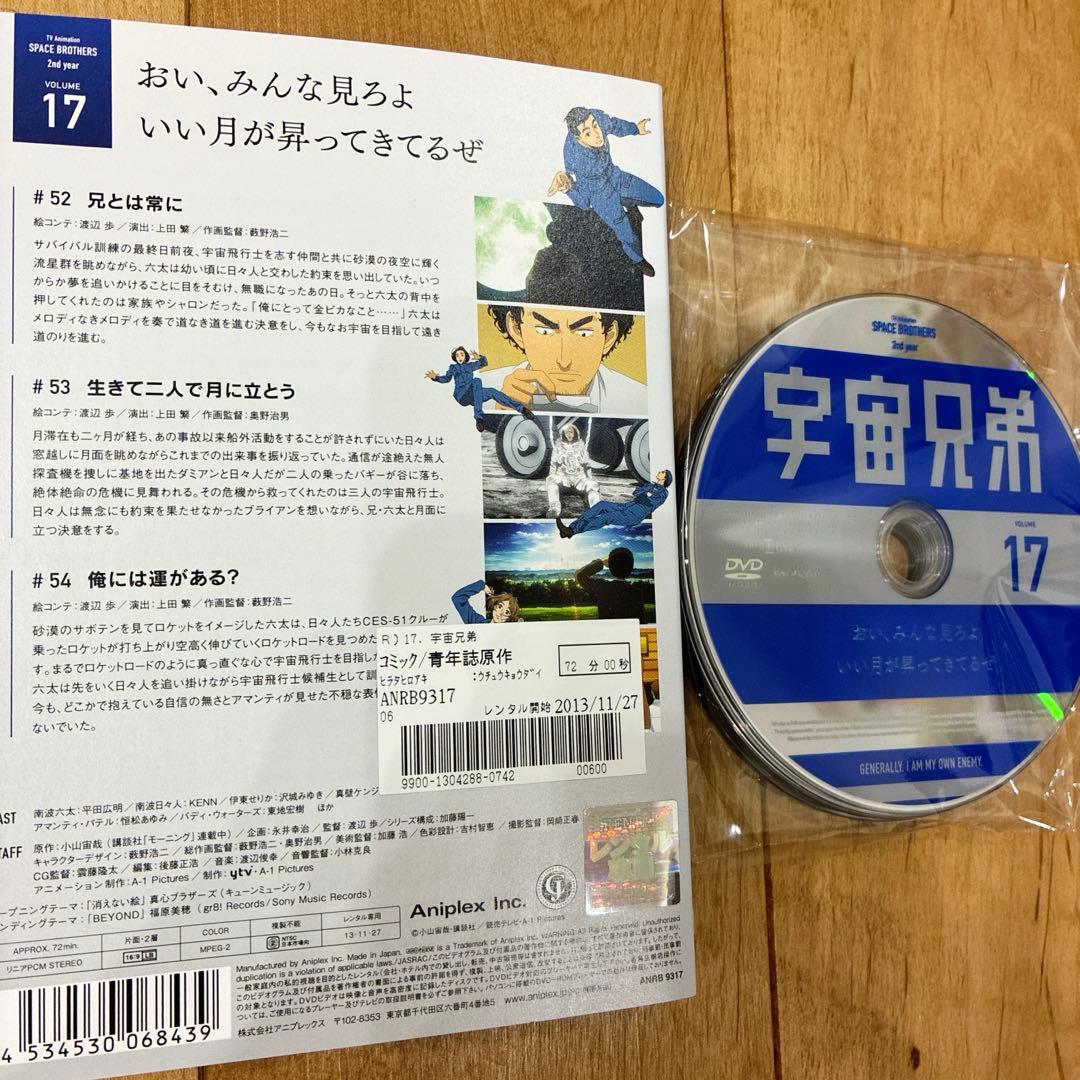 TV Animation
SPACE BROTHERS
2nd year
VOLUME
17
おい、みんな見ろよ
いい月が昇ってきてるぜ
#52 兄とは常に
絵コンテ:渡辺 歩/演出:上田 繁/作画監督:薮野浩二
サバイバル訓練の最終日前夜、宇宙飛行士を志す仲間と共に砂漠の夜空に輝く
流星群を眺めながら、六太は幼い頃に日々人と交わした約束を思い出していた。いつ
からか夢を追いかけることに目をそむけ、無職になったあの日。そっと六太の背中を
押してくれたのは家族やシャロンだった。「俺にとって金ピカなこと……」六太は
メロディなきメロディを奏で道なき道を進む決意をし、今もなお宇宙を目指して遠き
道のりを進む。
#53 生きて二人で月に立とう
絵コンテ:渡辺 歩/演出:上田 繁/作画監督:奥野治男
月滞在も二ヶ月が経ち、あの事故以来船外活動をすることが許されずにいた日々人は
窓越しに月面を眺めながらこれまでの出来事を振り返っていた。通信が途絶えた無人
探査機を捜しに基地を出たダミアンと日々人だが二人の乗ったバギーが谷に落ち、
絶体絶命の危機に見舞われる。その危機から救ってくれたのは三人の宇宙飛行士。
日々人は無念にも約束を果たせなかったブライアンを想いながら、兄・六太と月面に
立つ決意をする。
#54 俺には運がある?
絵コンテ:渡辺 歩/演出:上田 繁/作画監督:薮野浩二
砂漠のサボテンを見てロケットをイメージした六太は、日々人たちCES-51クルーが
乗ったロケットが打ち上がり空高く伸びていくロケットロードを見つめた
す。まるでロケットロードのように真っ直ぐな心で宇宙飛行士を目指した
六太は先をいく日々人を追い掛けながら宇宙飛行士候補生として訓
今も、どこかで抱えている自信の無さとアマンティが見せた不穏な表情
ないでいた。
R)17. 宇宙兄弟
コミック/青年誌原作
72 分 00 秒
ヒラタヒロアキ :ウチュウキョウダイ
ANRB9317
06
レンタル開始 2013/11/27
9900-1304288-0742
00600
AST
南波六太:平田広明/南波日々人:KENN/伊東せりか:沢城みゆき/真壁ケンジ
アマンティ・パテル:恒松あゆみ/バディ・ウォーターズ:東地宏樹 ほか
TAFF
原作:小山宙哉(講談社「モーニング」連載中)/企画:永井幸治/監督:渡辺 歩/シリーズ構成:加藤陽一
キャラクターデザイン:薮野浩二/総作画監督:薮野浩二・奥野治男/美術監督:加藤 浩/色彩設計:古村智恵/撮影監督:岡﨑正春
CG監督:雲藤隆太/編集:後藤正浩/音楽:渡辺俊幸/音響監督:小林克良
アニメーション制作:A-1 Pictures/制作:ytv・A-1 Pictures
ープニングテーマ:「消えない絵」真心ブラザーズ(キューンミュージック)
ンディングテーマ:「BEYOND」福原美穂(gr8! Records/Sony Music Records)
APPROX. 72min.
片面・2層
COLOR
複製不能
レンタル専用
リニアPCM STEREO
16:9 LB
MPEG-2
NTSC 日本市場向
13・11・27
Aniplex Inc.
©小山宙哉・講談社/読売テレビ・A-1 Pictures
ANRB 9317
www.aniplex.co.jp
株式会社アニプレックス 〒102-8353 東京都千代田区六番町4番地5
4 534530 068439
TV Animation
SPACE BROTHERS
2nd year
宇宙兄弟
VOLUME
17
DVD
おい、みんな見ろよ
いい月が昇ってきてるぜ
GENERALLY, I AM MY OWN ENEMY.